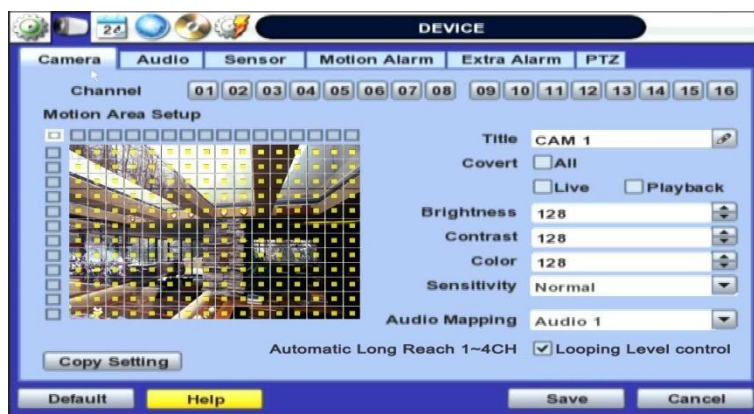 DEVICE
Camera Audio Sensor Motion Alarm Extra Alarm PTZ
Channel 01 02 03 04 05 06 07 08 09 10 11 12 13 14 15 16
Motion Area Setup
Title CAM 1
Covert All
Live Playback
Brightness 128
Contrast 128
Color 128
Sensitivity Normal
Audio Mapping Audio 1
Automatic Long Reach 1~4CH Looping Level control
Copy Setting
Default Help Save Cancel